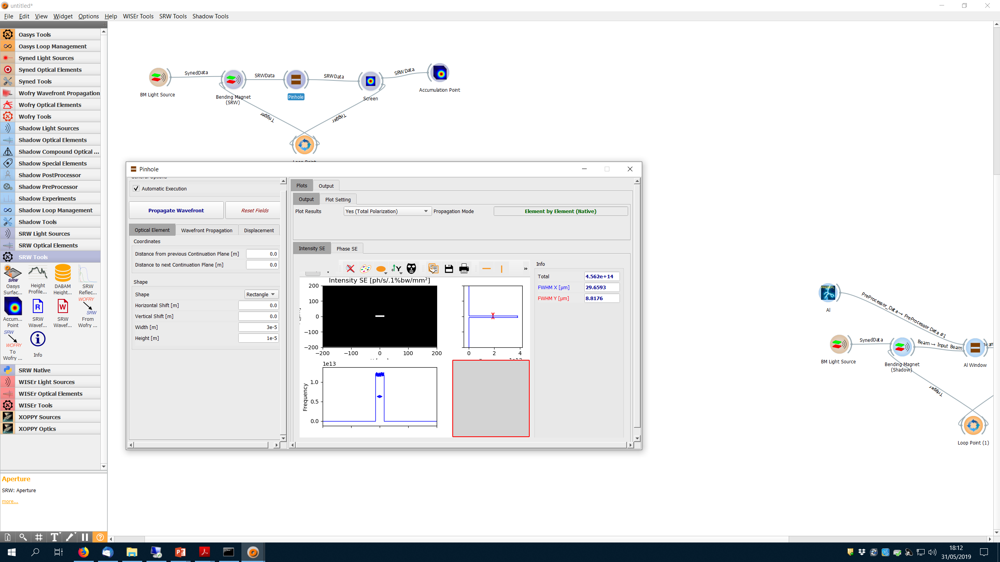 untitled*
File Edit View Widget Options Help WISEr Tools SRW Tools Shadow Tools
Oasys Tools
Oasys Loop Management
Syned Light Sources
Syned Optical Elements
Syned Tools
Wofry Wavefront Propagation
Wofry Optical Elements
Wofry Tools
Shadow Light Sources
Shadow Optical Elements
Shadow Compound Optical ...
Shadow Special Elements
Shadow PostProcessor
Shadow PreProcessor
Shadow Experiments
Shadow Loop Management
Shadow Tools
SRW Light Sources
SRW Optical Elements
SRW Tools
SRW
Oasys Surfac...
Height Profile...
DABAM Height...
SRW Reflec...
Accum... Point
R
SRW Wavef...
W
SRW Wavef...
WOFRY
SRW
From Wofry ...
SRW
WOFRY
To Wofry ...
Info
SRW Native
WISEr Light Sources
WISEr Optical Elements
WISEr Tools
XOPPY Sources
XOPPY Optics
Aperture
SRW: Aperture
more...
BM Light Source
SynedData
Bending Magnet
(SRW)
SRWData
Pinhole
SRWData
Screen
SRWData
Accumulation Point
Trigger
Trigger
Loop Point
Pinhole
General Options
Automatic Execution
Propagate Wavefront
Reset Fields
Optical Element
Wavefront Propagation
Displacement
Coordinates
Distance from previous Continuation Plane [m] 0.0
Distance to next Continuation Plane [m] 0.0
Shape
Shape Rectangle
Horizontal Shift [m] 0.0
Vertical Shift [m] 0.0
Width [m] 3e-5
Height [m] 1e-5
Plots Output
Output Plot Setting
Plot Results Yes (Total Polarization) Propagation Mode Element by Element (Native)
Intensity SE Phase SE
Y
»
Intensity SE [ph/s/.1%bw/mm²]
200
100
0
−100
−200
−200 −100 0 100 200
0 2 4
1e13
1.0
0.5
0.0
Frequency
Info
Total 4.562e+14
FWHM X [µm] 29.6593
FWHM Y [µm] 8.8176
PREREFL
Al
PreProcessor_Data → PreProcessor Data #1
BM Light Source
SynedData
Bending Magnet
(Shadow)
Beam → Input Beam
Al Window
Trigger
Loop Point (1)
18:12
31/05/2019